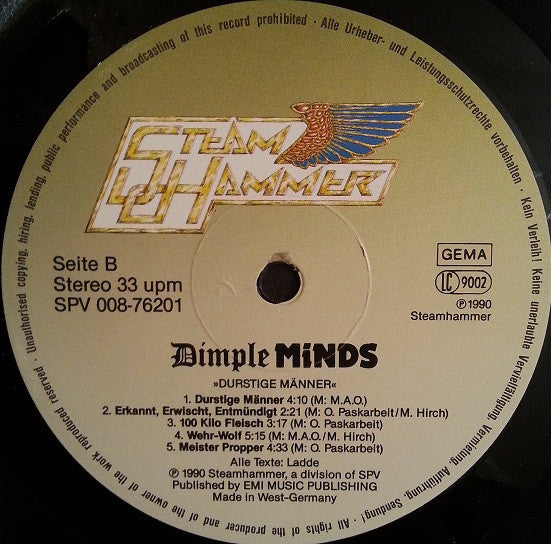 · Unauthorised copying, hiring, lending, public performance and broadcasting of this record prohibited · Alle Urheber- und Leistungsschutzrechte vorbehalten · Kein Verleih! Keine unerlaubte Vervielfältigung, Vermietung, Aufführung, Sendung! · All rights of the producer and of the owner of the work reproduced reserved
STEAM
HAMMER
Seite B
Stereo 33 upm
SPV 008-76201
GEMA
LC 9002
℗ 1990
Steamhammer
Dimple MiNDS
»DURSTIGE MÄNNER«
1. Durstige Männer 4:10 (M: M.A.O.)
2. Erkannt, Erwischt, Entmündigt 2:21 (M: O. Paskarbeit/M. Hirch)
3. 100 Kilo Fleisch 3:17 (M: O. Paskarbeit)
4. Wehr-Wolf 5:15 (M: M.A.O./M. Hirch)
5. Meister Propper 4:33 (M: O. Paskarbeit)
Alle Texte: Ladde
℗ 1990 Steamhammer, a division of SPV
Published by EMI MUSIC PUBLISHING
Made in West-Germany